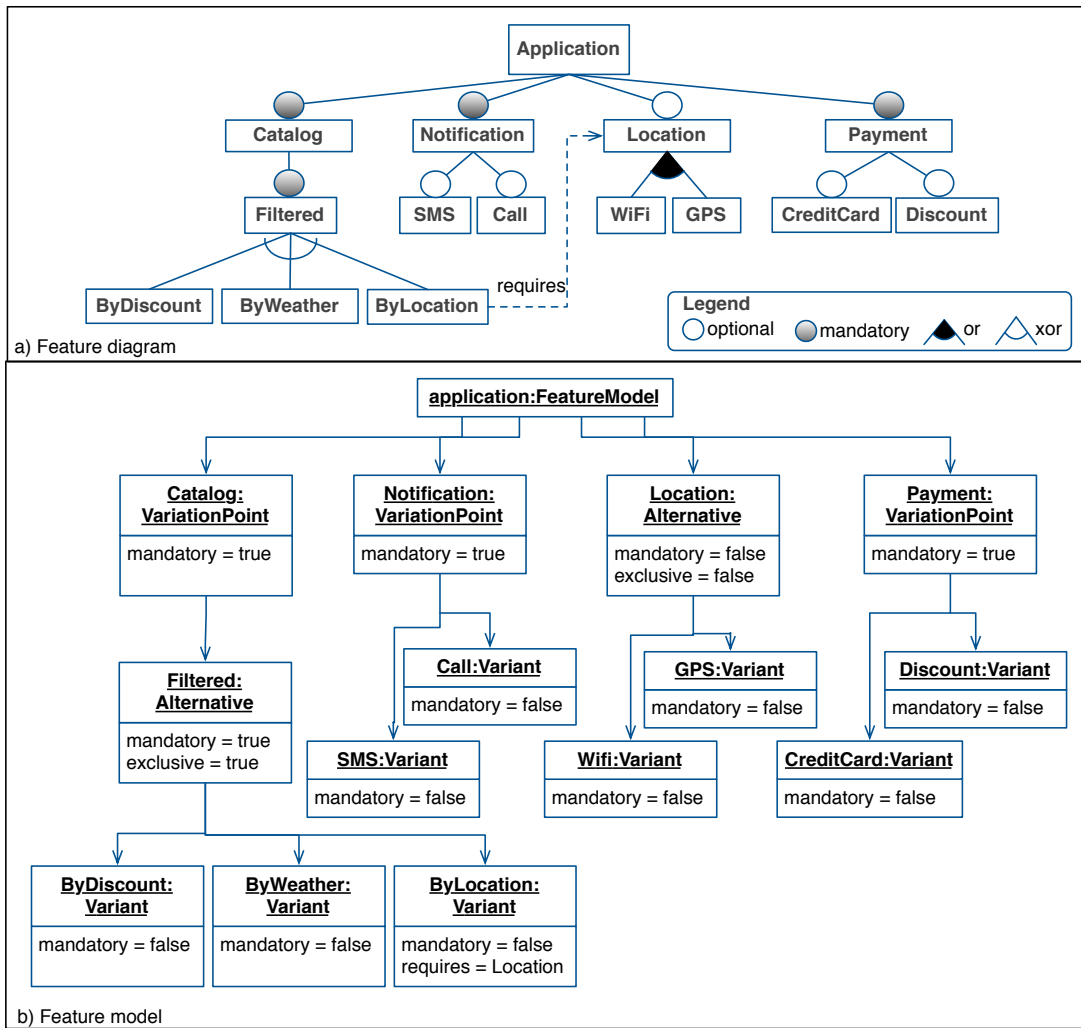 Application
Catalog
Notification
Location
Payment
Filtered
SMS
Call
WiFi
GPS
CreditCard
Discount
ByDiscount
ByWeather
ByLocation
requires
Legend
optional
mandatory
or
xor
a) Feature diagram
application:FeatureModel
Catalog:
VariationPoint
mandatory = true
Notification:
VariationPoint
mandatory = true
Location:
Alternative
mandatory = false
exclusive = false
Payment:
VariationPoint
mandatory = true
Filtered:
Alternative
mandatory = true
exclusive = true
Call:Variant
mandatory = false
GPS:Variant
mandatory = false
Discount:Variant
mandatory = false
SMS:Variant
mandatory = false
Wifi:Variant
mandatory = false
CreditCard:Variant
mandatory = false
ByDiscount:
Variant
mandatory = false
ByWeather:
Variant
mandatory = false
ByLocation:
Variant
mandatory = false
requires = Location
b) Feature model